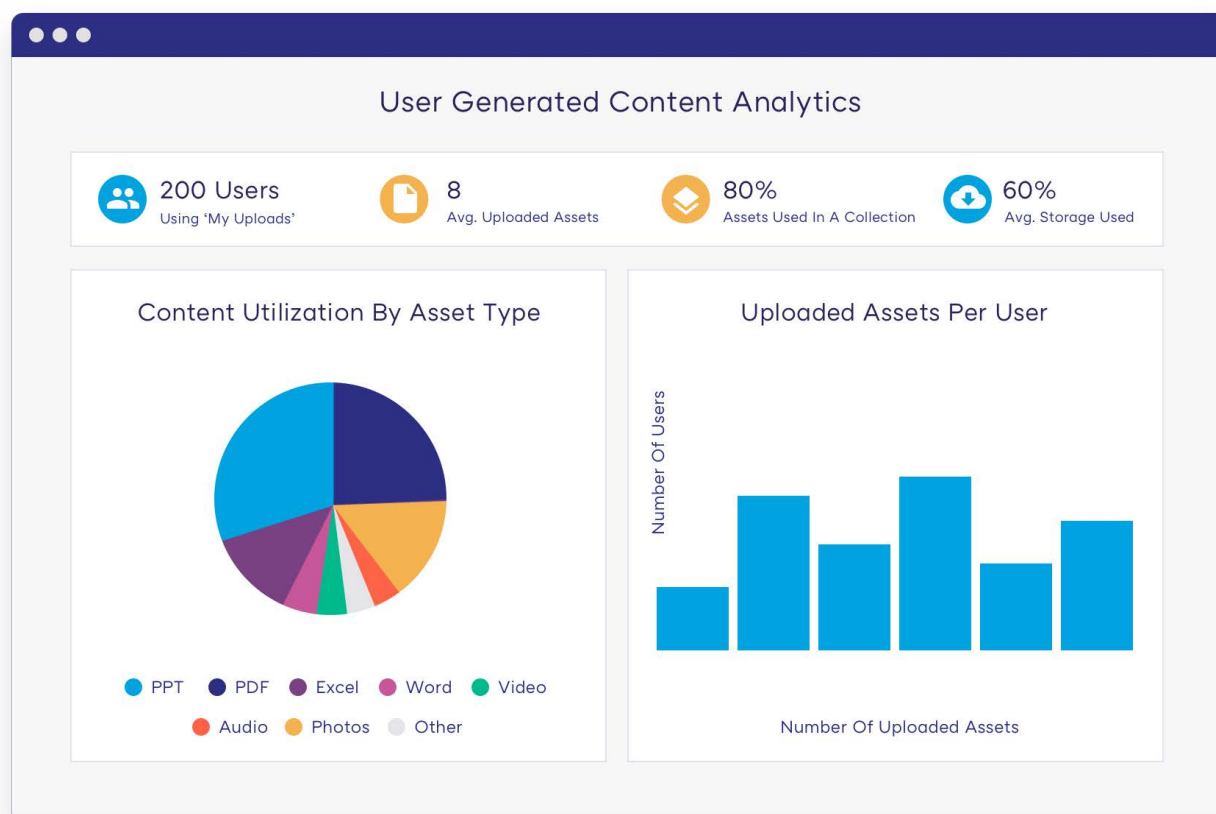 User Generated Content Analytics
200 Users
Using ‘My Uploads’
8
Avg. Uploaded Assets
80%
Assets Used In A Collection
60%
Avg. Storage Used
Content Utilization By Asset Type
PPT PDF Excel Word Video
Audio Photos Other
Uploaded Assets Per User
Number Of Users
Number Of Uploaded Assets